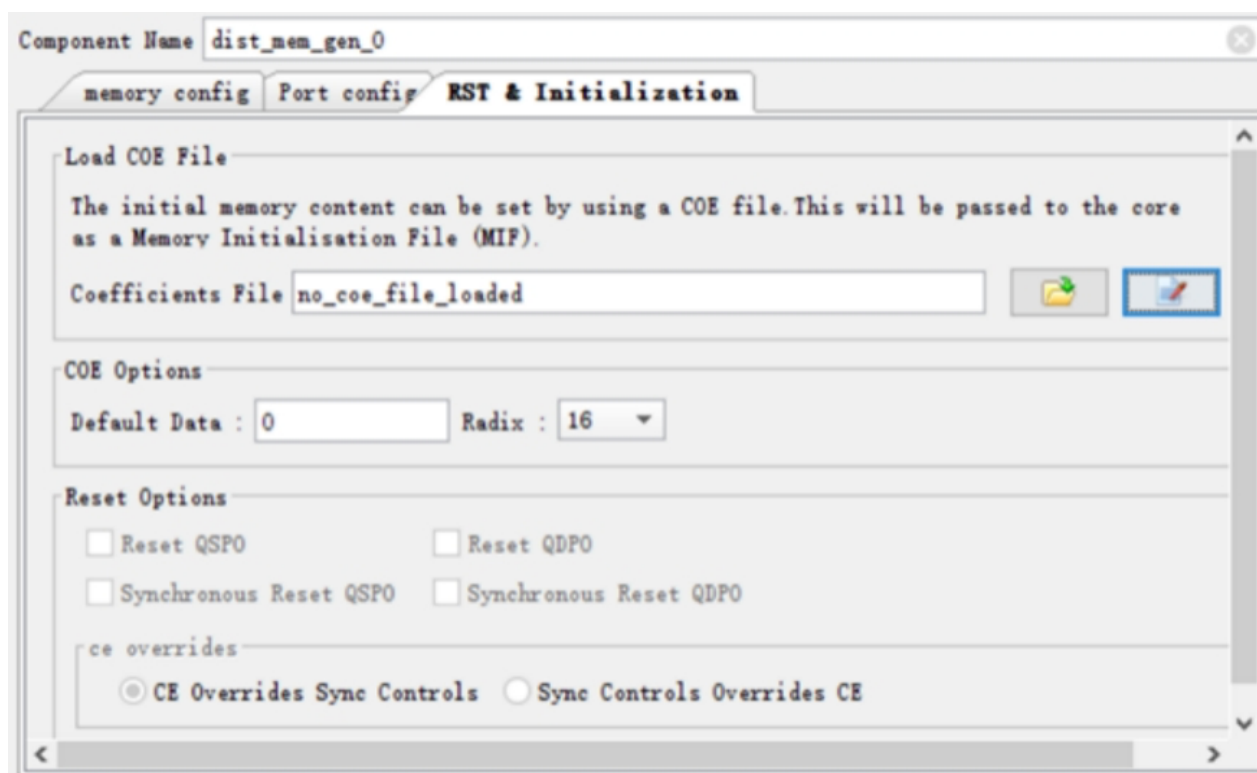 Component Name dist_mem_gen_0
memory config Port config RST & Initialization
Load COE File
The initial memory content can be set by using a COE file.This will be passed to the core
as a Memory Initialisation File (MIF).
Coefficients File no_coe_file_loaded
COE Options
Default Data : 0 Radix : 16
Reset Options
Reset QSPO Reset QDPO
Synchronous Reset QSPO Synchronous Reset QDPO
ce overrides
CE Overrides Sync Controls Sync Controls Overrides CE